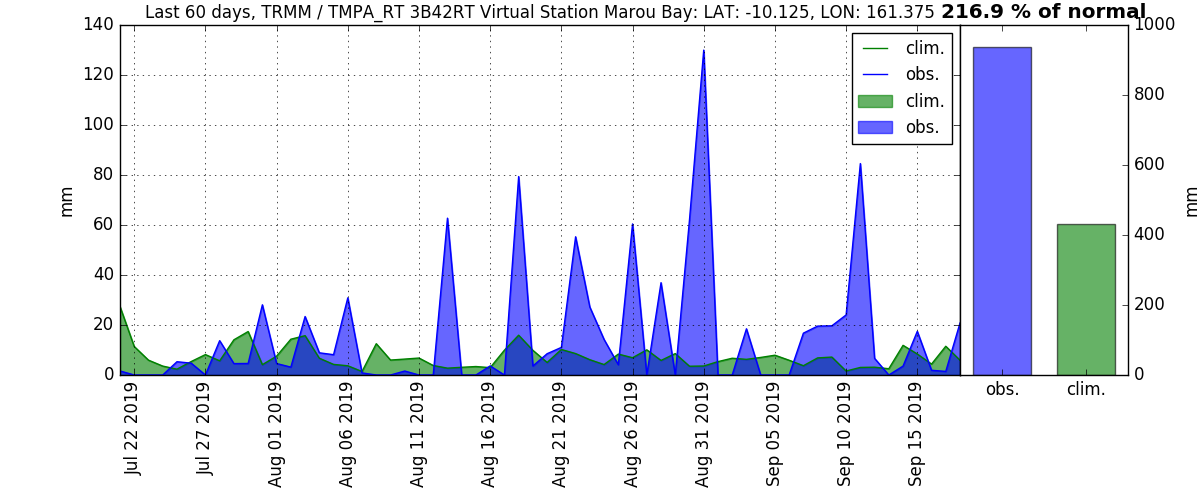 Last 60 days, TRMM / TMPA_RT 3B42RT Virtual Station Marou Bay: LAT: -10.125, LON: 161.375 216.9 % of normal
140
120
100
80
60
40
20
0
mm
clim.
obs.
clim.
obs.
1000
800
600
400
200
0
mm
obs.
clim.
Jul 22 2019
Jul 27 2019
Aug 01 2019
Aug 06 2019
Aug 11 2019
Aug 16 2019
Aug 21 2019
Aug 26 2019
Aug 31 2019
Sep 05 2019
Sep 10 2019
Sep 15 2019